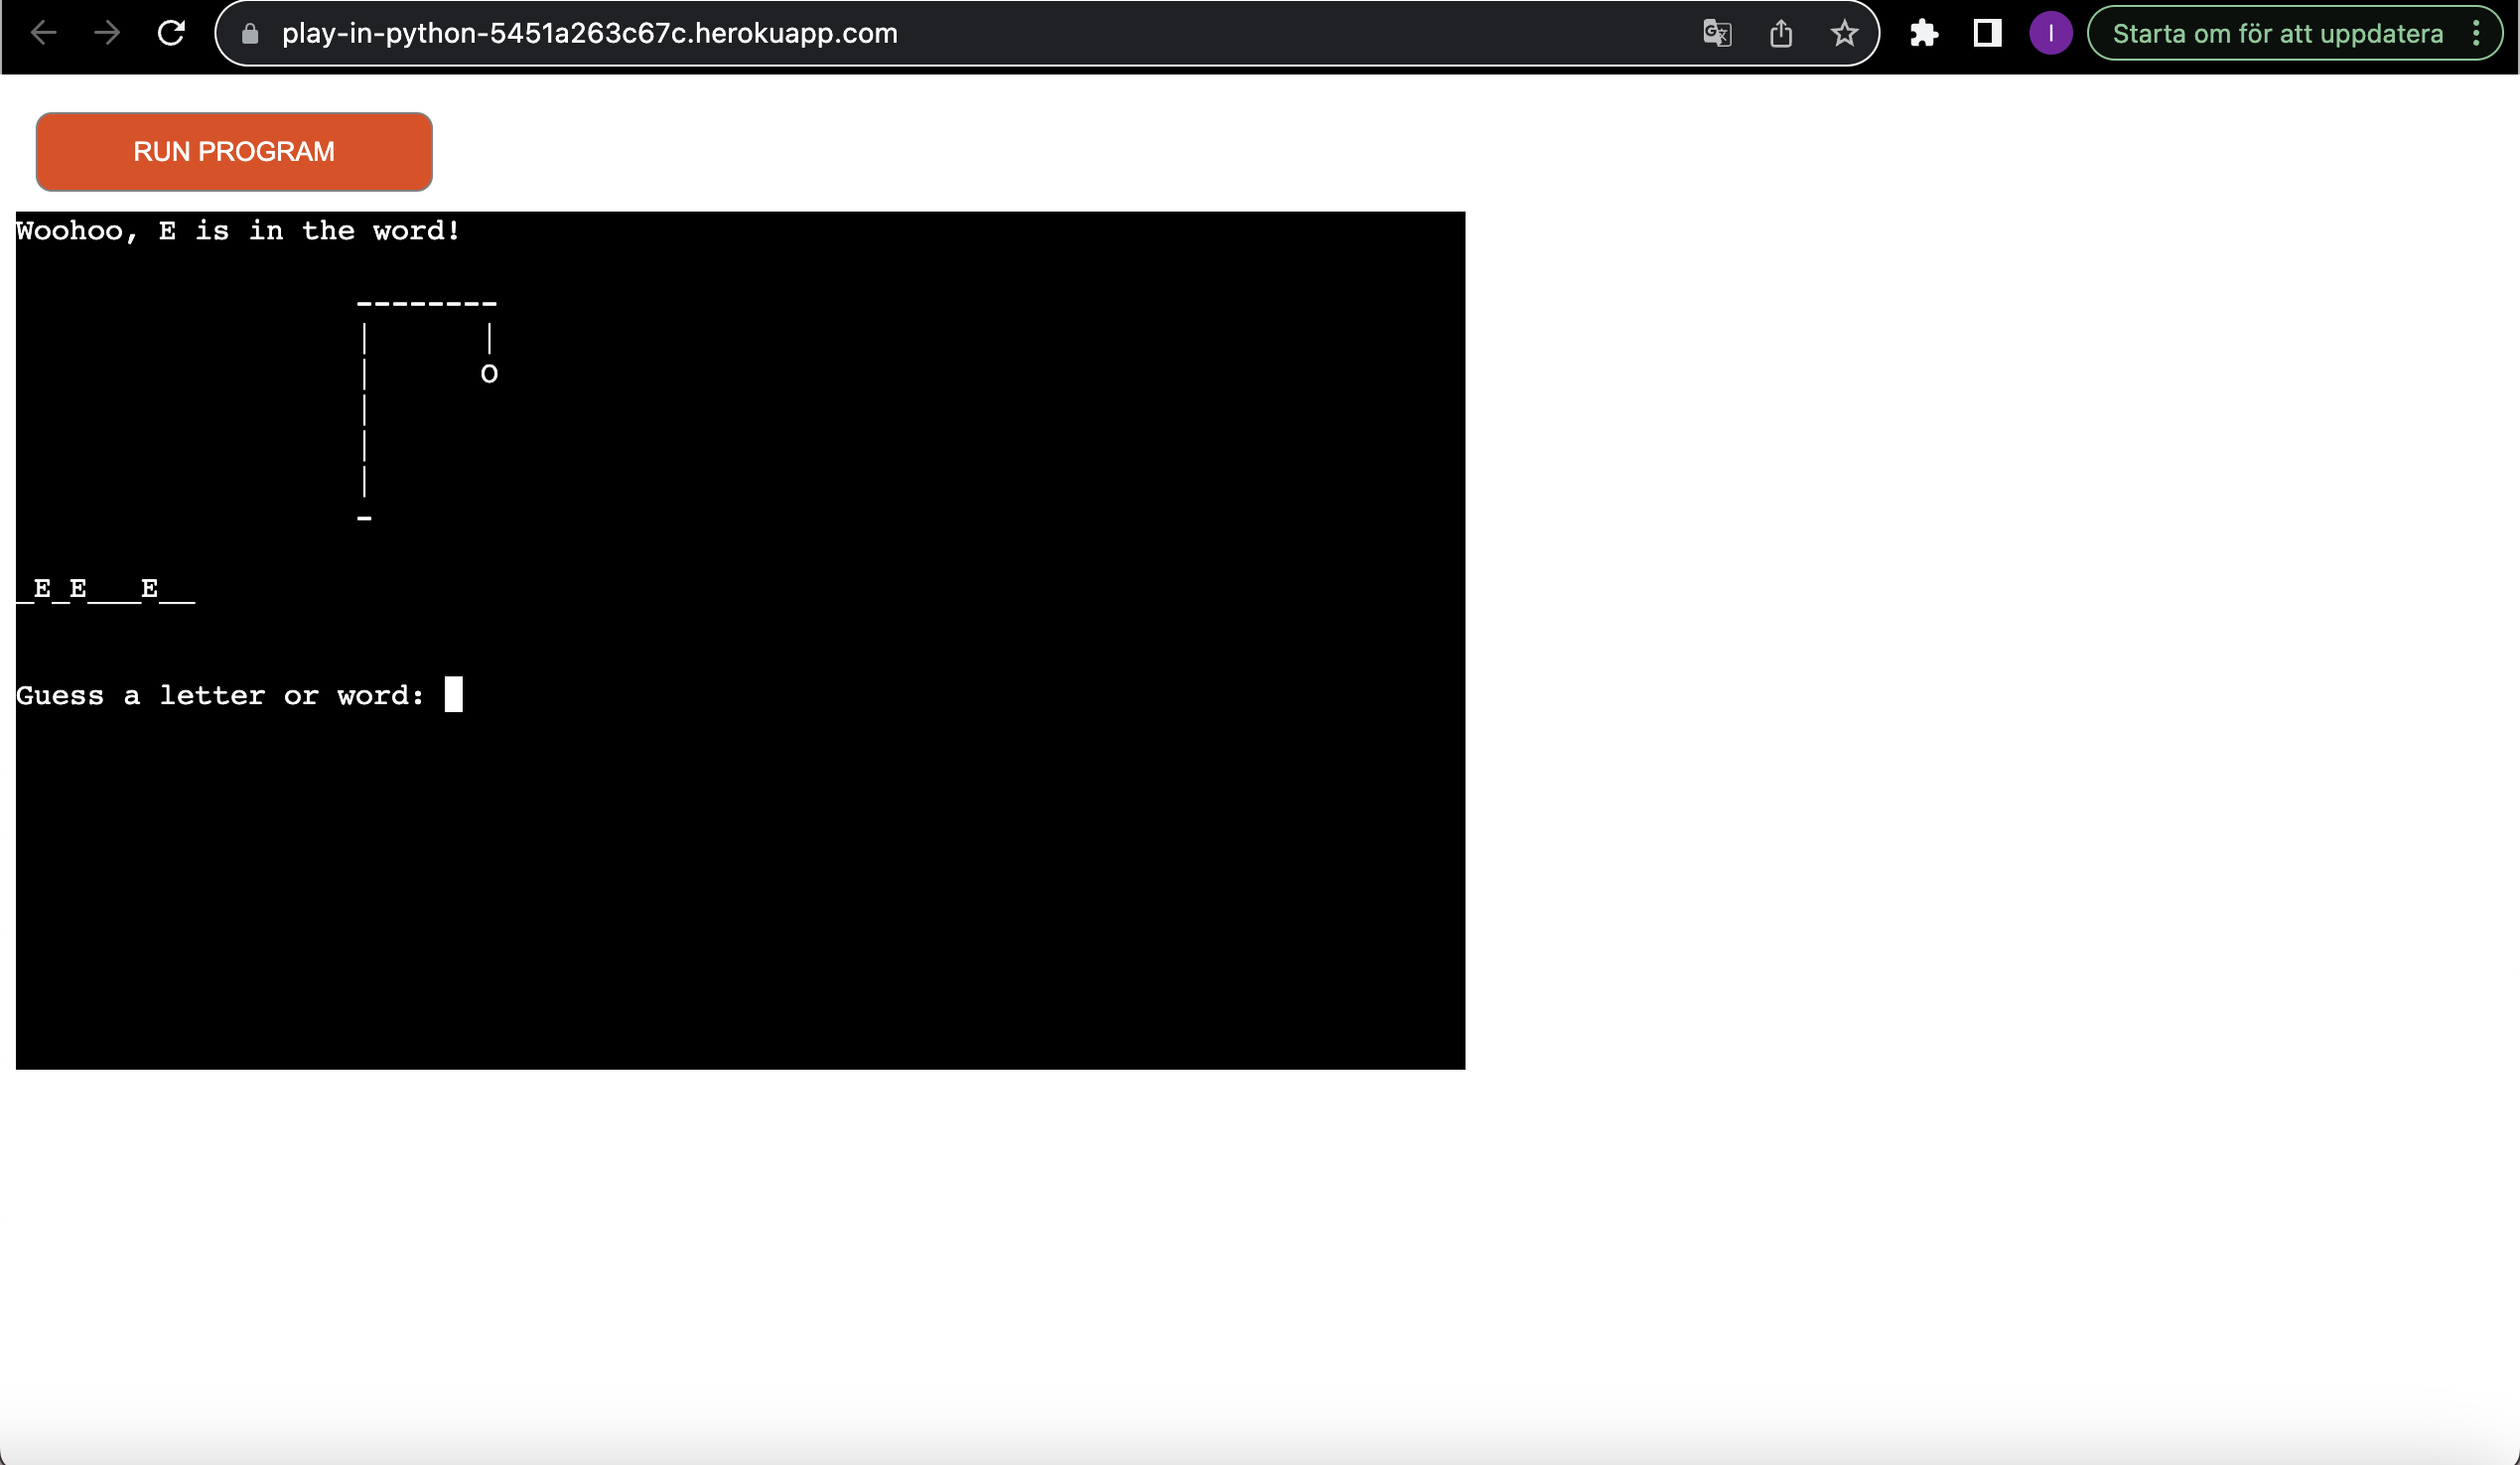 play-in-python-5451a263c67c.herokuapp.com
I
Starta om för att uppdatera
RUN PROGRAM
Woohoo, E is in the word!
--------
|      |
|      O
|
|
|
-
_E_E___E__
Guess a letter or word: